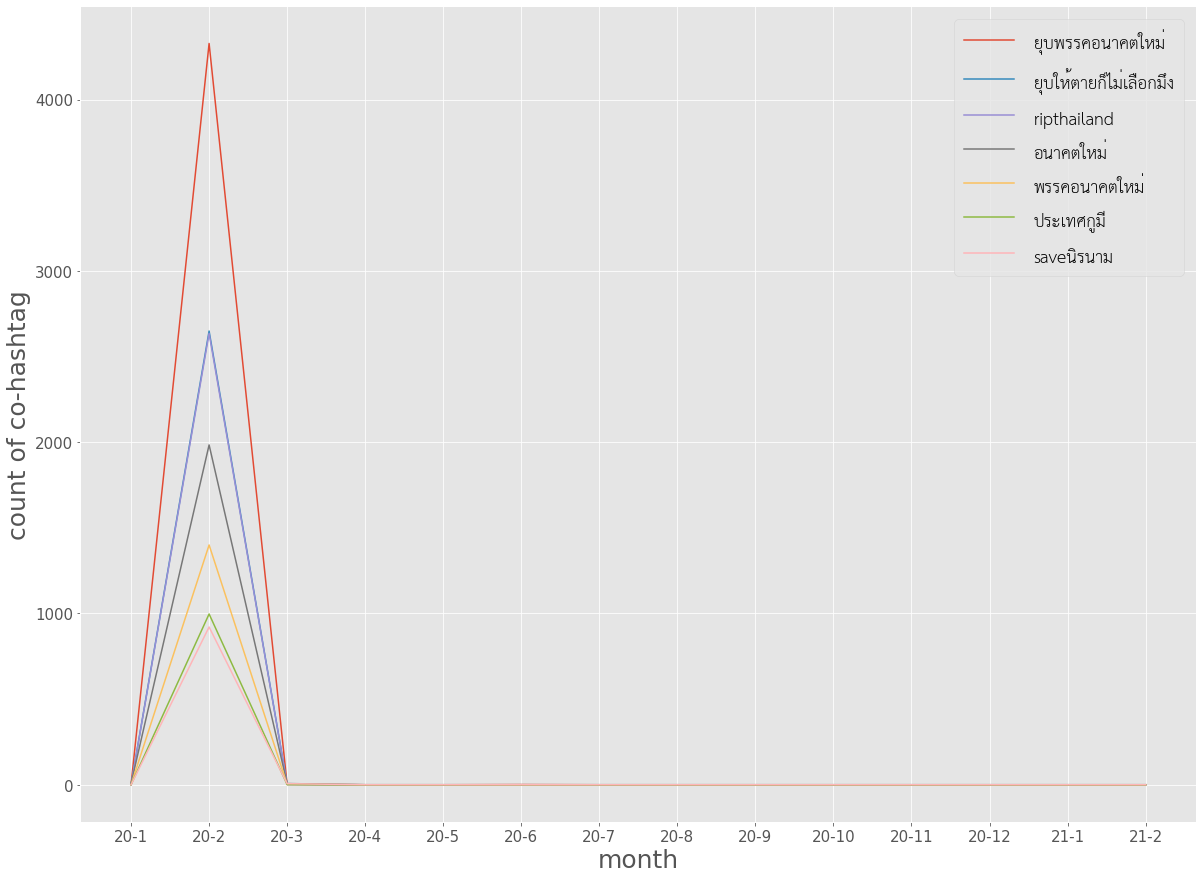 ยุบพรรคอนาคตใหม่
ยุบให้ตายก็ไม่เลือกมึง
ripthailand
อนาคตใหม่
พรรคอนาคตใหม่
ประเทศกูมี
saveนิรนาม
4000
3000
2000
1000
0
count of co-hashtag
20-1 20-2 20-3 20-4 20-5 20-6 20-7 20-8 20-9 20-10 20-11 20-12 21-1 21-2
month